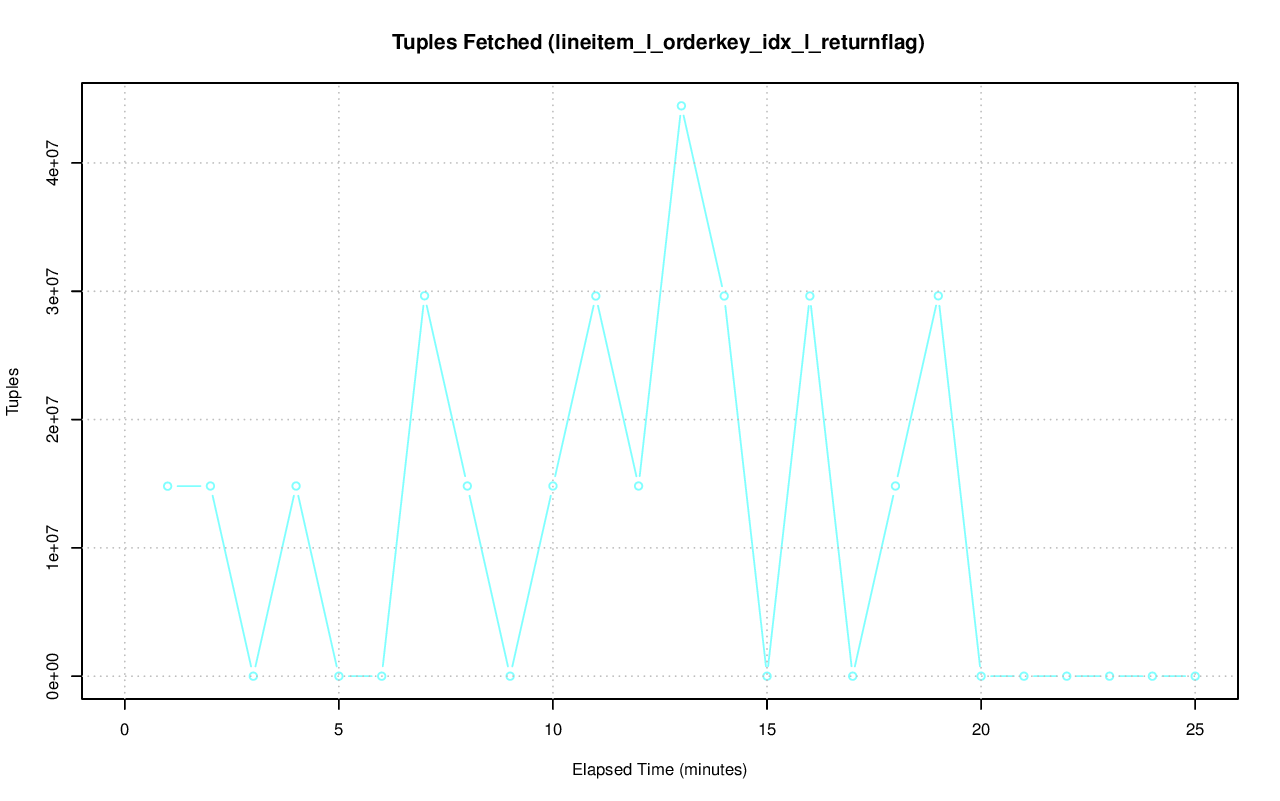 Tuples Fetched (lineitem_l_orderkey_idx_l_returnflag)
Tuples
4e+07
3e+07
2e+07
1e+07
0e+00
0 5 10 15 20 25
Elapsed Time (minutes)